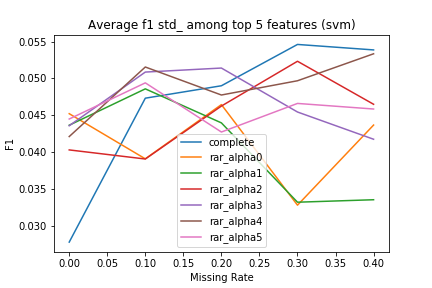 Average f1 std_ among top 5 features (svm)
0.055
0.050
0.045
0.040
0.035
0.030
F1
complete
rar_alpha0
rar_alpha1
rar_alpha2
rar_alpha3
rar_alpha4
rar_alpha5
0.00 0.05 0.10 0.15 0.20 0.25 0.30 0.35 0.40
Missing Rate